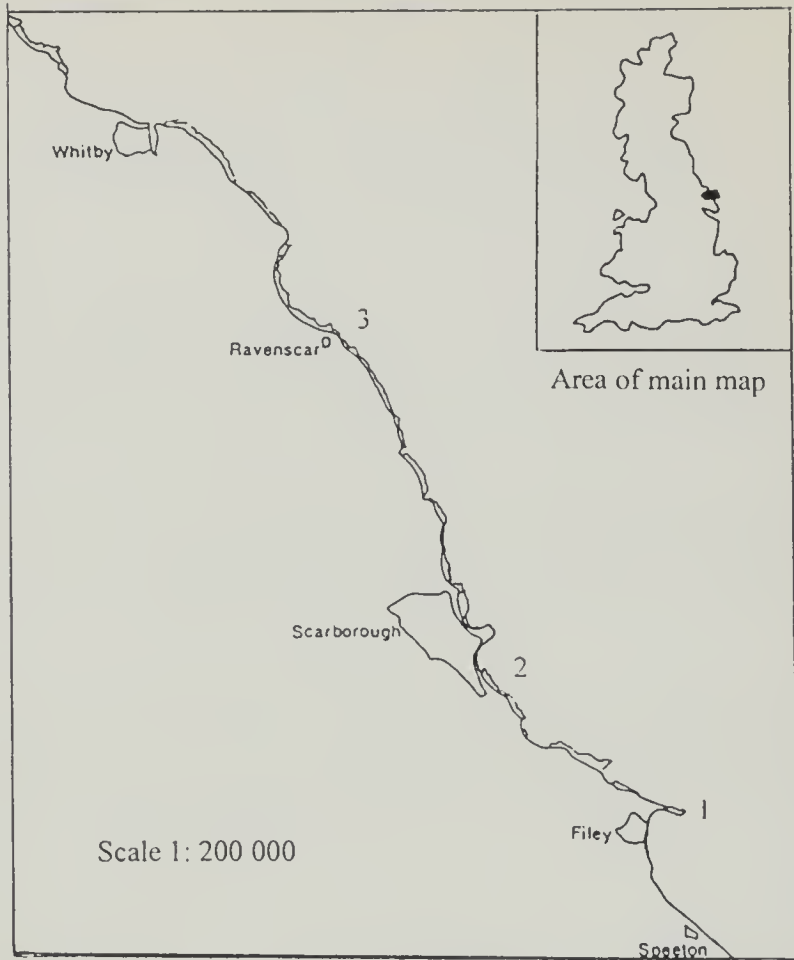 Whitby
3
Ravenscar
Area of main map
Scarborough
2
1
Filey
Scale 1: 200 000
Speeton